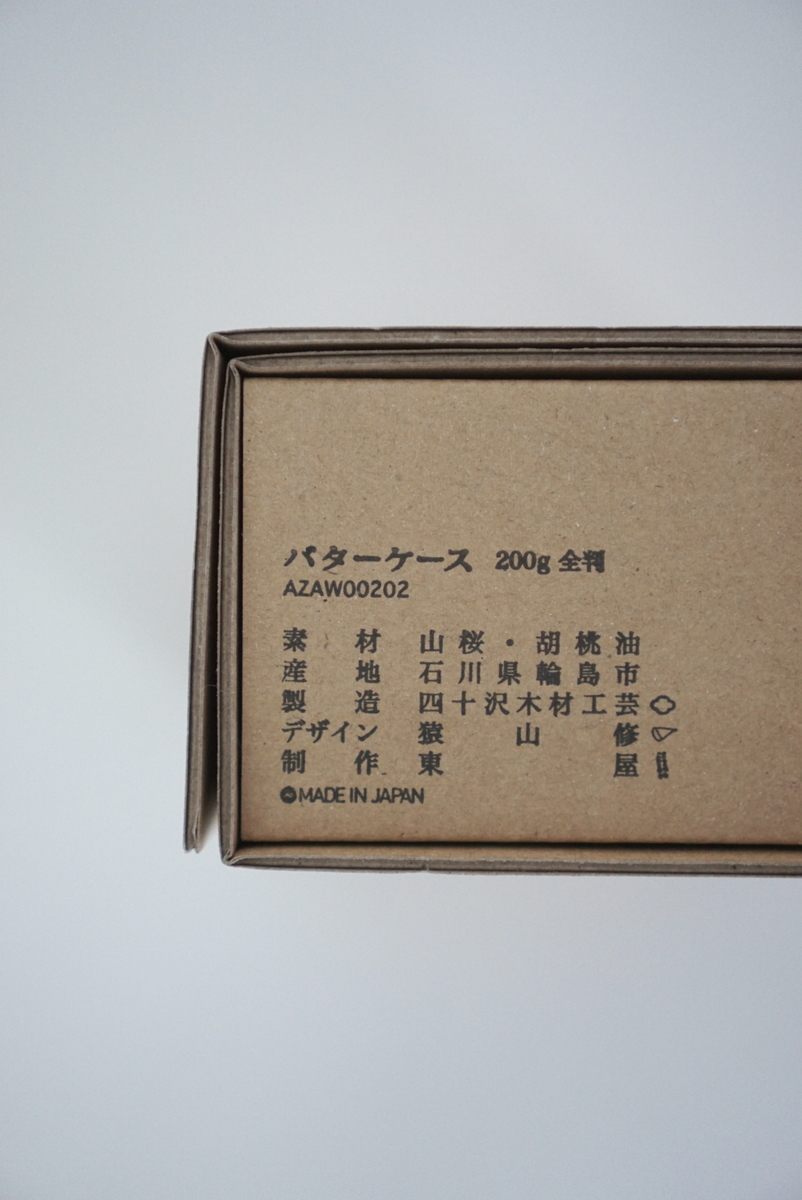 バターケース 200g 全判
AZAW00202
素材 山桜・胡桃油
産地 石川県輪島市
製造 四十沢木材工芸
デザイン 猿山修
制作 東屋
MADE IN JAPAN